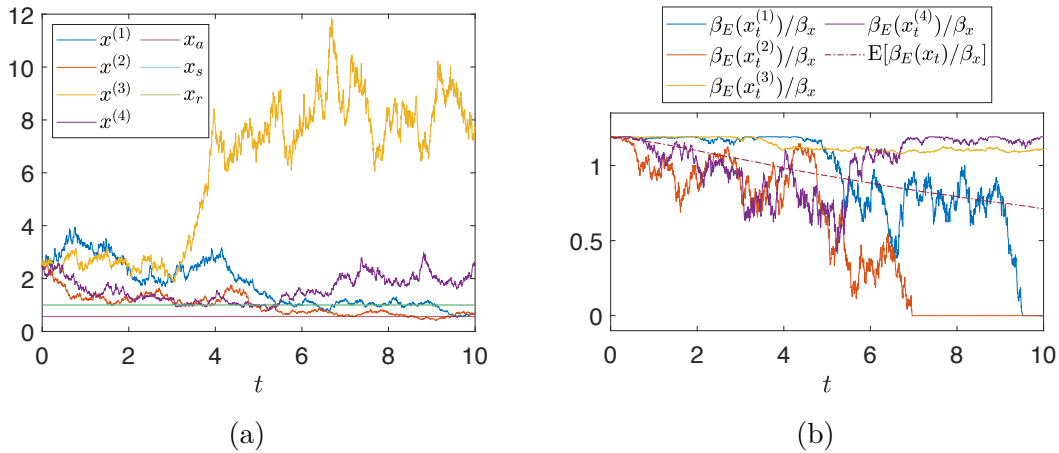 x^{(1)} x_a
x^{(2)} x_s
x^{(3)} x_r
x^{(4)}
12
10
8
6
4
2
0
0 2 4 6 8 10
t
(a)
β_E(x_t^{(1)})/β_x β_E(x_t^{(4)})/β_x
β_E(x_t^{(2)})/β_x E[β_E(x_t)/β_x]
β_E(x_t^{(3)})/β_x
1
0.5
0
0 2 4 6 8 10
t
(b)